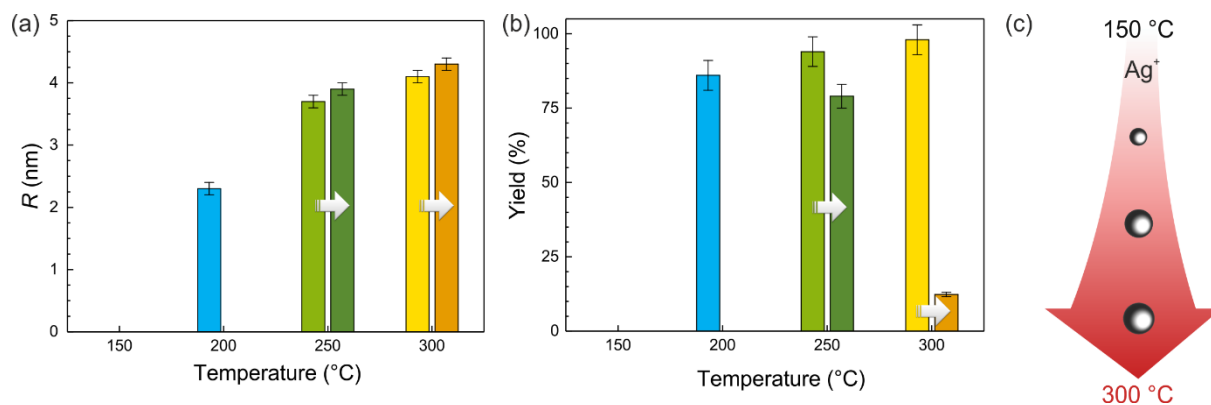 (a)
5
4
3
2
1
0
R (nm)
150 200 250 300
Temperature (°C)
(b)
100
75
50
25
0
Yield (%)
150 200 250 300
Temperature (°C)
(c)
150 °C
Ag⁺
300 °C